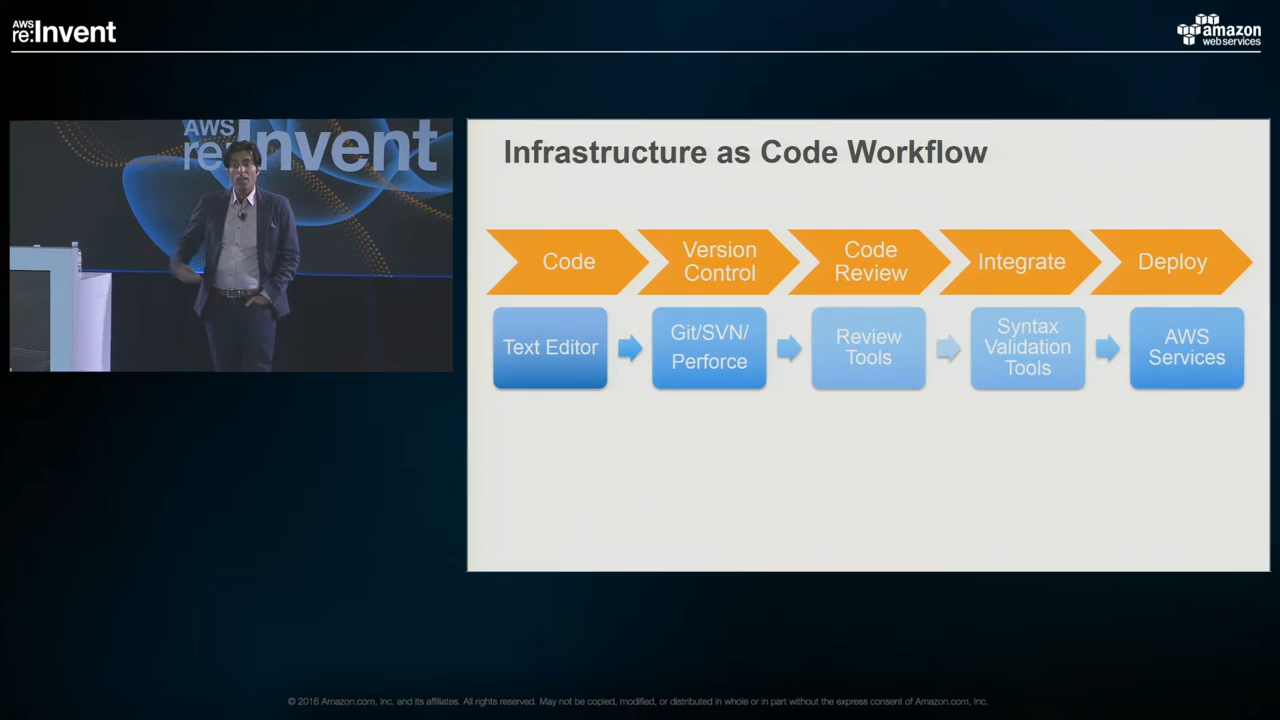 AWS
re:Invent
amazon
web services
AWS
re:Invent
Infrastructure as Code Workflow
Code
Version
Control
Code
Review
Integrate
Deploy
Text Editor
Git/SVN/
Perforce
Review
Tools
Syntax
Validation
Tools
AWS
Services
© 2016 Amazon.com, Inc. and its affiliates. All rights reserved. May not be copied, modified, or distributed in whole or in part without the express consent of Amazon.com, Inc.